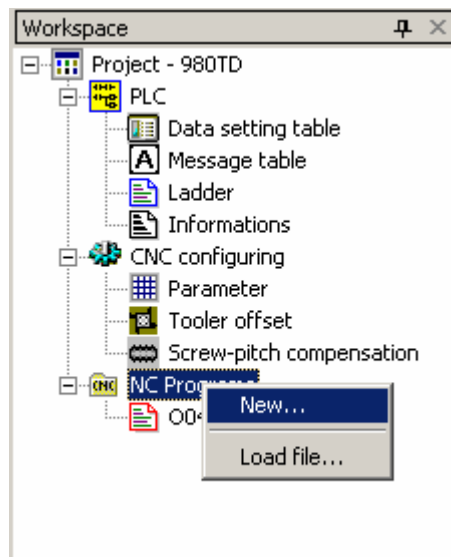 Workspace
Project - 980TD
PLC
Data setting table
Message table
Ladder
Informations
CNC configuring
Parameter
Tooler offset
Screw-pitch compensation
NC
New...
Load file...